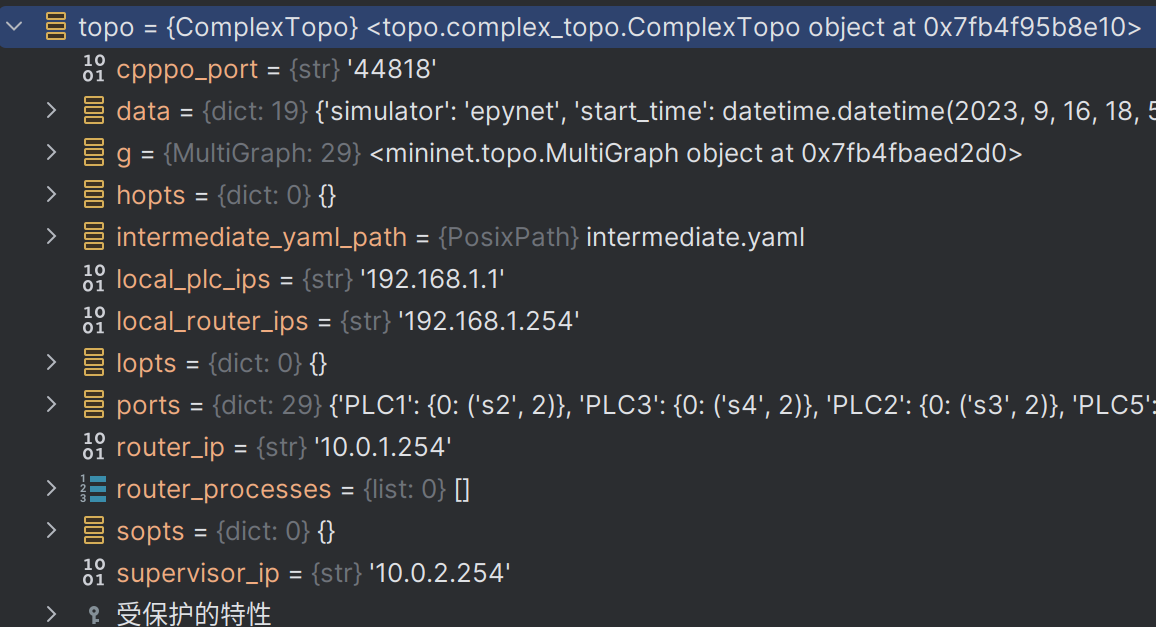 topo = {ComplexTopo} <topo.complex_topo.ComplexTopo object at 0x7fb4f95b8e10>
cpppo_port = {str} '44818'
data = {dict: 19} {'simulator': 'epynet', 'start_time': datetime.datetime(2023, 9, 16, 18, 5
g = {MultiGraph: 29} <mininet.topo.MultiGraph object at 0x7fb4fbaed2d0>
hopts = {dict: 0} {}
intermediate_yaml_path = {PosixPath} intermediate.yaml
local_plc_ips = {str} '192.168.1.1'
local_router_ips = {str} '192.168.1.254'
lopts = {dict: 0} {}
ports = {dict: 29} {'PLC1': {0: ('s2', 2)}, 'PLC3': {0: ('s4', 2)}, 'PLC2': {0: ('s3', 2)}, 'PLC5':
router_ip = {str} '10.0.1.254'
router_processes = {list: 0} []
sopts = {dict: 0} {}
supervisor_ip = {str} '10.0.2.254'
受保护的特性